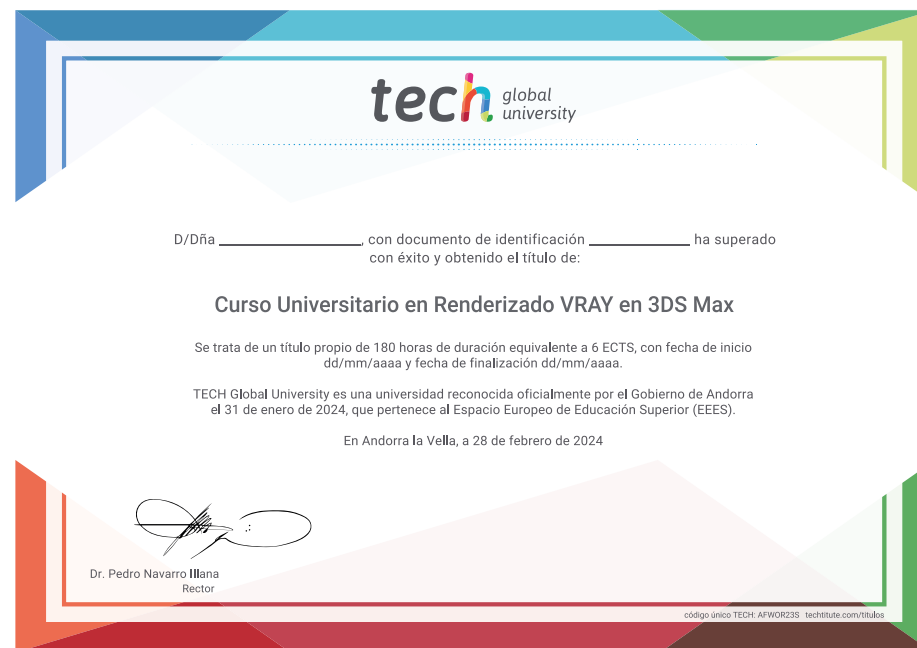 tech global university
D/Dña ______________, con documento de identificación __________ ha superado
con éxito y obtenido el título de:
Curso Universitario en Renderizado VRAY en 3DS Max
Se trata de un título propio de 180 horas de duración equivalente a 6 ECTS, con fecha de inicio
dd/mm/aaaa y fecha de finalización dd/mm/aaaa.
TECH Global University es una universidad reconocida oficialmente por el Gobierno de Andorra
el 31 de enero de 2024, que pertenece al Espacio Europeo de Educación Superior (EEES).
En Andorra la Vella, a 28 de febrero de 2024
Dr. Pedro Navarro Illana
Rector
código único TECH: AFWOR23S techtitute.com/titulos